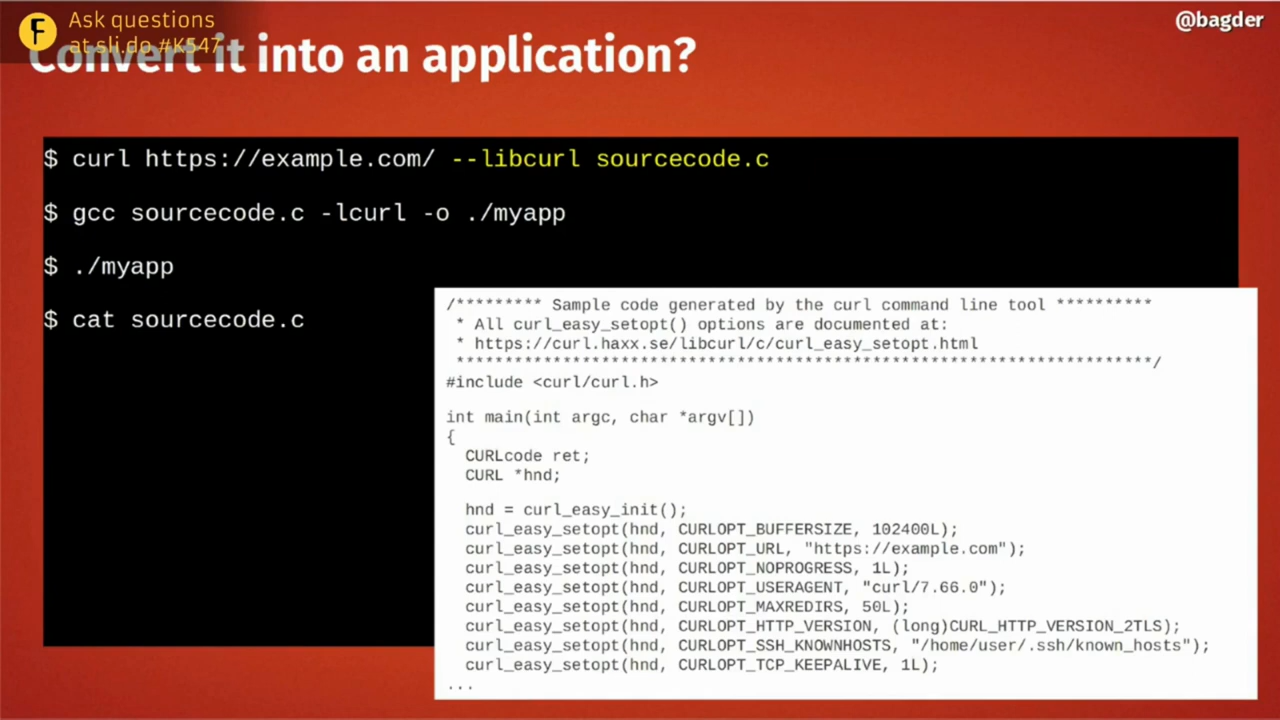 F
Ask questions
at sli.do #K547
@bagder
Convert it into an application?
$ curl https://example.com/ --libcurl sourcecode.c
$ gcc sourcecode.c -lcurl -o ./myapp
$ ./myapp
$ cat sourcecode.c
/********* Sample code generated by the curl command line tool **********
 * All curl_easy_setopt() options are documented at:
 * https://curl.haxx.se/libcurl/c/curl_easy_setopt.html
 ************************************************************************/
#include <curl/curl.h>
int main(int argc, char *argv[])
{
  CURLcode ret;
  CURL *hnd;
  hnd = curl_easy_init();
  curl_easy_setopt(hnd, CURLOPT_BUFFERSIZE, 102400L);
  curl_easy_setopt(hnd, CURLOPT_URL, "https://example.com");
  curl_easy_setopt(hnd, CURLOPT_NOPROGRESS, 1L);
  curl_easy_setopt(hnd, CURLOPT_USERAGENT, "curl/7.66.0");
  curl_easy_setopt(hnd, CURLOPT_MAXREDIRS, 50L);
  curl_easy_setopt(hnd, CURLOPT_HTTP_VERSION, (long)CURL_HTTP_VERSION_2TLS);
  curl_easy_setopt(hnd, CURLOPT_SSH_KNOWNHOSTS, "/home/user/.ssh/known_hosts");
  curl_easy_setopt(hnd, CURLOPT_TCP_KEEPALIVE, 1L);
...